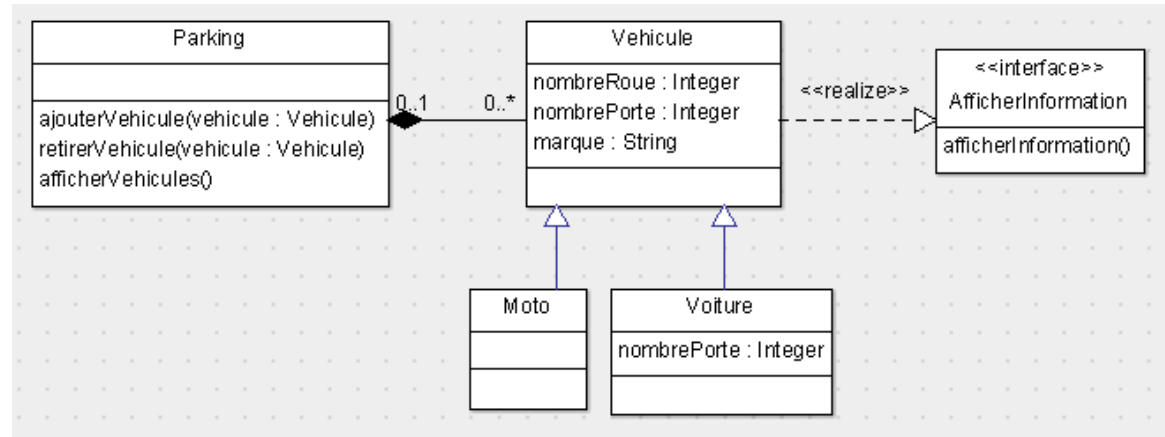 Parking
ajouterVehicule(vehicule : Vehicule)
retirerVehicule(vehicule : Vehicule)
afficherVehicules()
0..1
0..*
Vehicule
nombreRoue : Integer
nombrePorte : Integer
marque : String
<<realize>>
<<interface>>
AfficherInformation
afficherInformation()
Moto
Voiture
nombrePorte : Integer